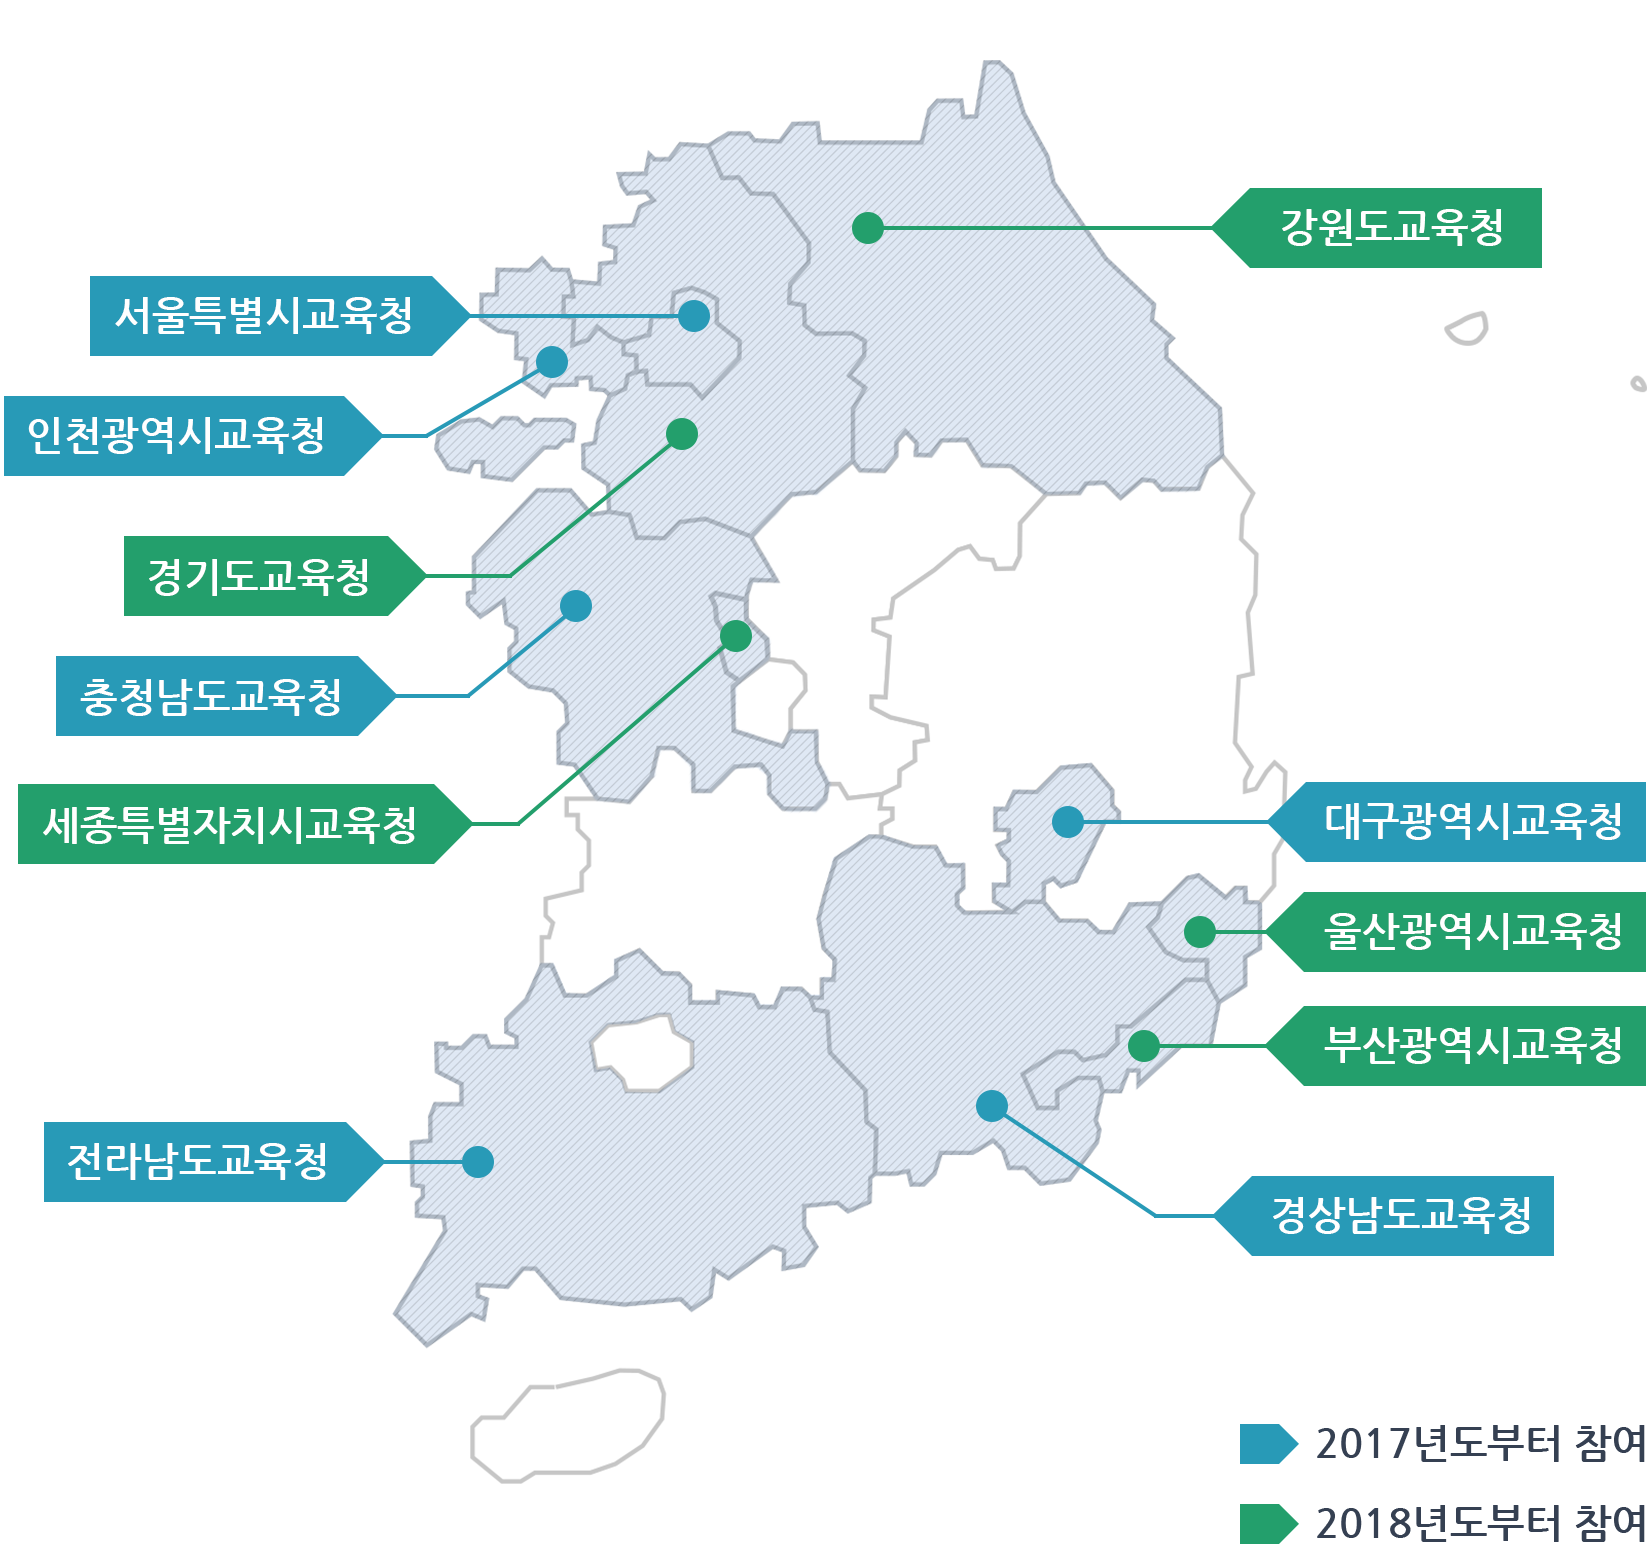 강원도교육청
서울특별시교육청
인천광역시교육청
경기도교육청
충청남도교육청
세종특별자치시교육청
대구광역시교육청
울산광역시교육청
부산광역시교육청
전라남도교육청
경상남도교육청
2017년도부터 참여
2018년도부터 참여